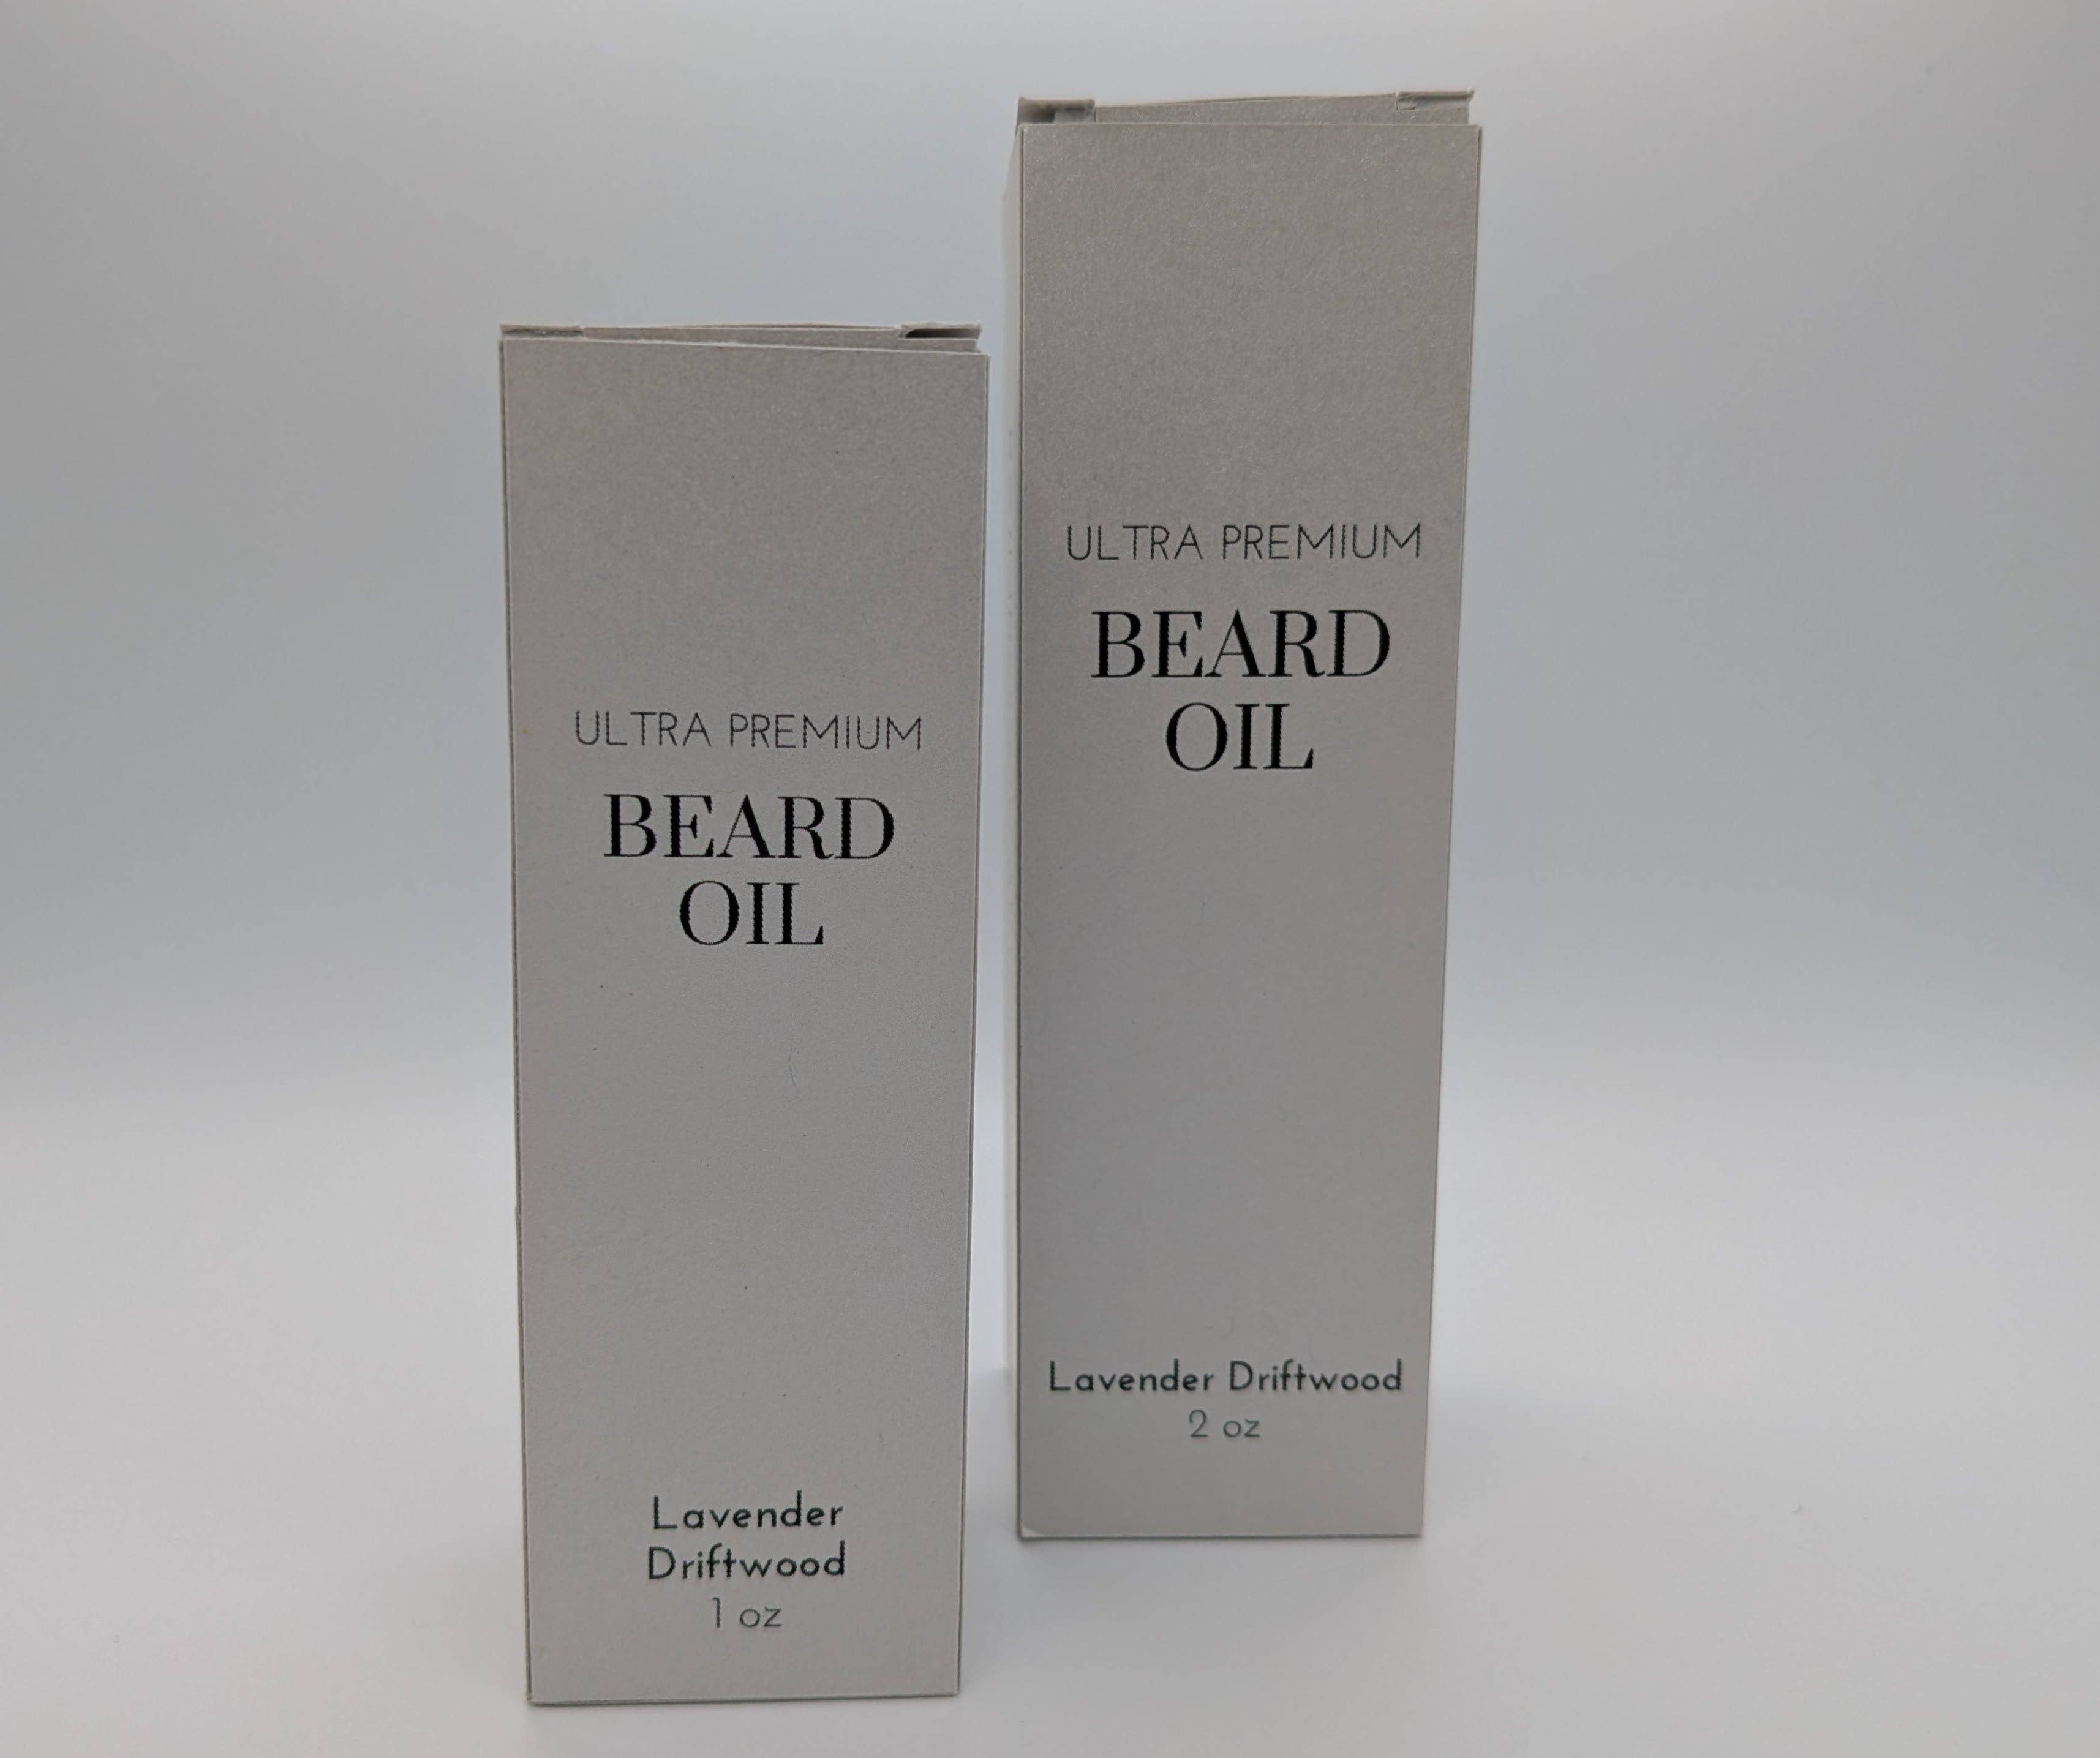 ULTRA PREMIUM
BEARD
OIL
Lavender
Driftwood
1 oz
ULTRA PREMIUM
BEARD
OIL
Lavender Driftwood
2 oz